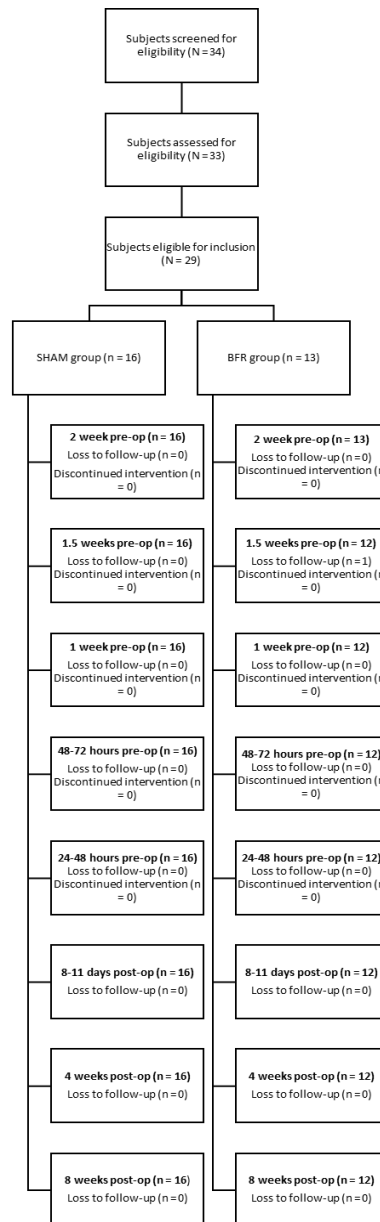 Subjects screened for
eligibility (N = 34)
Subjects assessed for
eligibility (N = 33)
Subjects eligible for inclusion
(N = 29)
SHAM group (n = 16)
BFR group (n = 13)
2 week pre-op (n = 16)
Loss to follow-up (n = 0)
Discontinued intervention (n
= 0)
2 week pre-op (n = 13)
Loss to follow-up (n = 0)
Discontinued intervention (n
= 0)
1.5 weeks pre-op (n = 16)
Loss to follow-up (n = 0)
Discontinued intervention (n
= 0)
1.5 weeks pre-op (n = 12)
Loss to follow-up (n = 1)
Discontinued intervention (n
= 0)
1 week pre-op (n = 16)
Loss to follow-up (n = 0)
Discontinued intervention (n
= 0)
1 week pre-op (n = 12)
Loss to follow-up (n = 0)
Discontinued intervention (n
= 0)
48-72 hours pre-op (n = 16)
Loss to follow-up (n = 0)
Discontinued intervention (n
= 0)
48-72 hours pre-op (n = 12)
Loss to follow-up (n = 0)
Discontinued intervention (n
= 0)
24-48 hours pre-op (n = 16)
Loss to follow-up (n = 0)
Discontinued intervention (n
= 0)
24-48 hours pre-op (n = 12)
Loss to follow-up (n = 0)
Discontinued intervention (n
= 0)
8-11 days post-op (n = 16)
Loss to follow-up (n = 0)
8-11 days post-op (n = 12)
Loss to follow-up (n = 0)
4 weeks post-op (n = 16)
Loss to follow-up (n = 0)
4 weeks post-op (n = 12)
Loss to follow-up (n = 0)
8 weeks post-op (n = 16)
Loss to follow-up (n = 0)
8 weeks post-op (n = 12)
Loss to follow-up (n = 0)